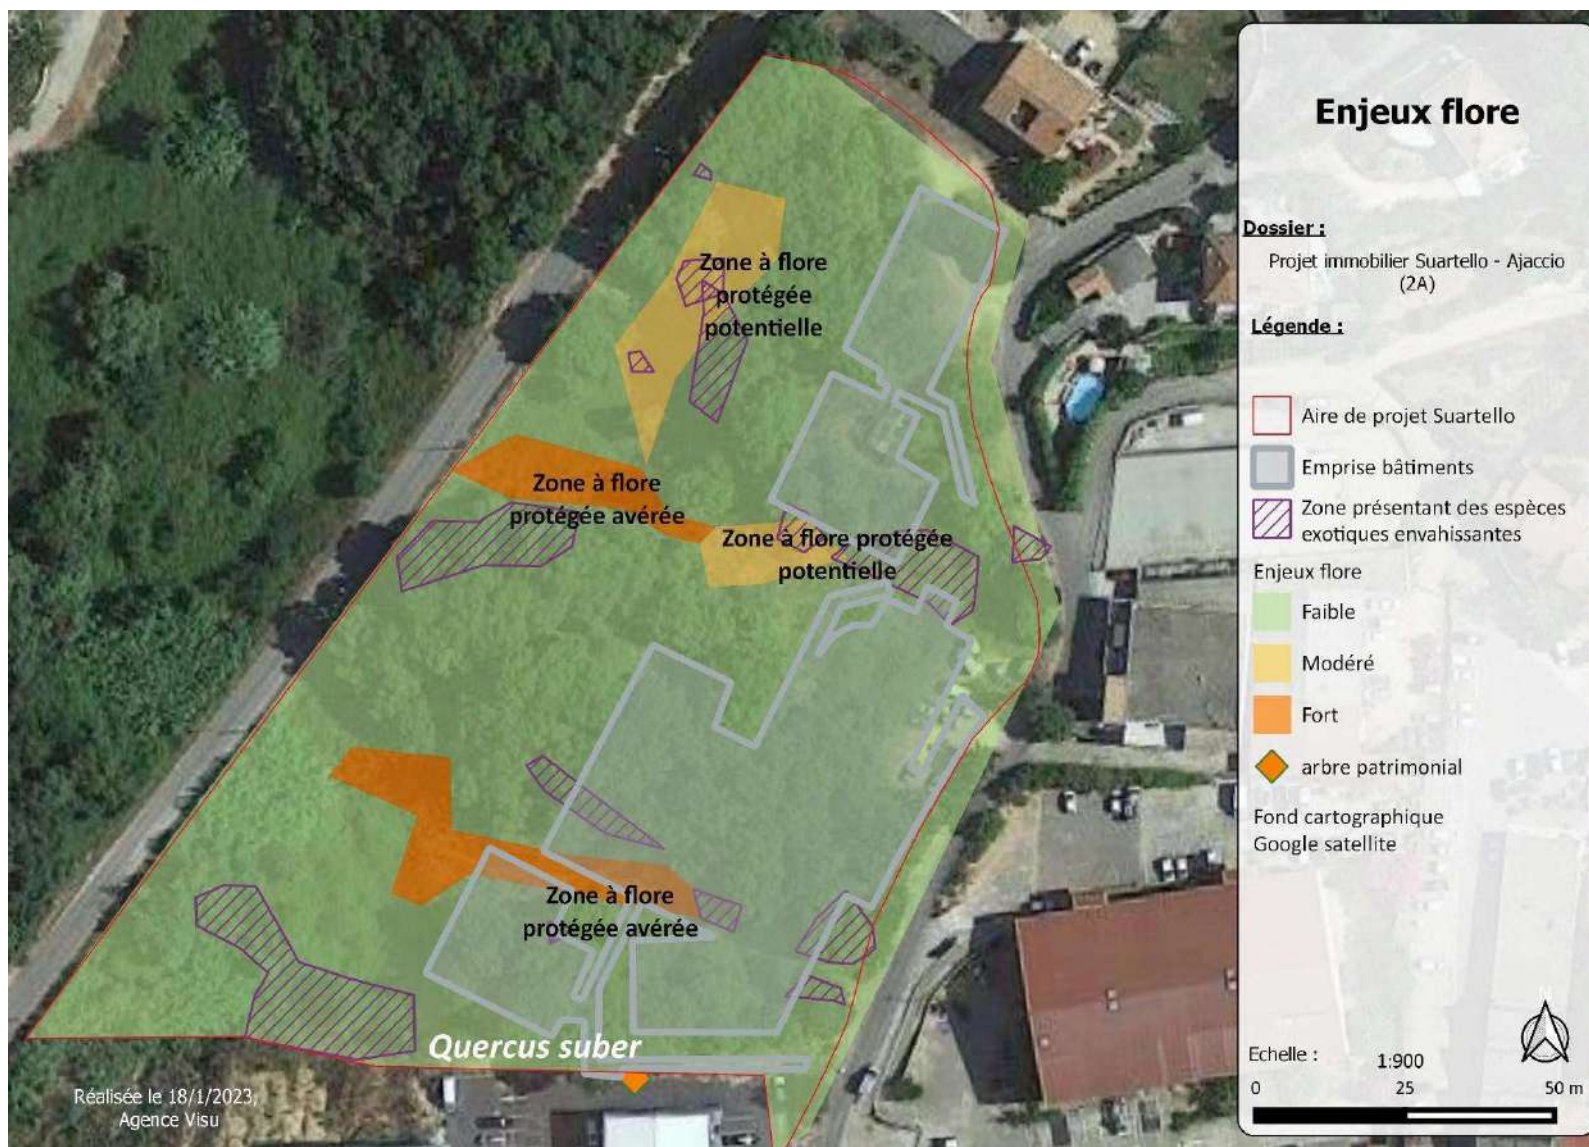 Zone à flore
protégée
potentielle
Zone à flore
protégée avérée
Zone à flore protégée
potentielle
Zone à flore
protégée avérée
Quercus suber
Réalisée le 18/1/2023,
Agence Visu
Enjeux flore
Dossier :
Projet immobilier Suartello - Ajaccio
(2A)
Légende :
Aire de projet Suartello
Emprise bâtiments
Zone présentant des espèces
exotiques envahissantes
Enjeux flore
Faible
Modéré
Fort
arbre patrimonial
Fond cartographique
Google satellite
Echelle :
1:900
0 25 50 m